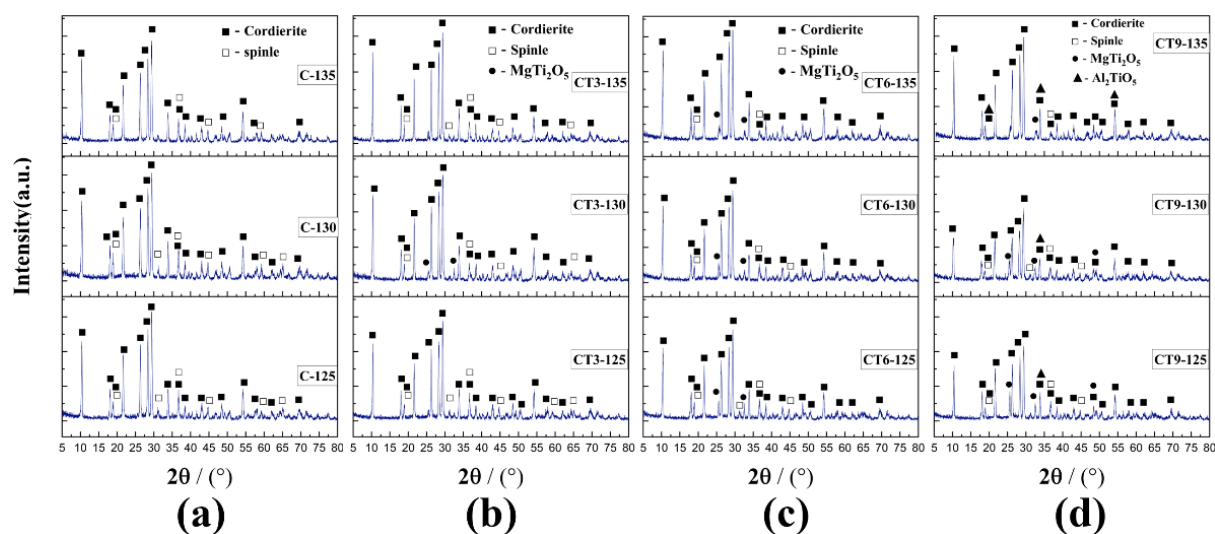 Intensity(a.u.)
■ - Cordierite
□ - spinle
C-135
C-130
C-125
5 10 15 20 25 30 35 40 45 50 55 60 65 70 75 80
2θ / (°)
(a)
■ - Cordierite
□ - Spinle
● - MgTi₂O₅
CT3-135
CT3-130
CT3-125
5 10 15 20 25 30 35 40 45 50 55 60 65 70 75 80
2θ / (°)
(b)
■ - Cordierite
□ - Spinle
● - MgTi₂O₅
CT6-135
CT6-130
CT6-125
5 10 15 20 25 30 35 40 45 50 55 60 65 70 75 80
2θ / (°)
(c)
■ - Cordierite
□ - Spinle
● - MgTi₂O₅
▲ - Al₂TiO₅
CT9-135
CT9-130
CT9-125
5 10 15 20 25 30 35 40 45 50 55 60 65 70 75 80
2θ / (°)
(d)